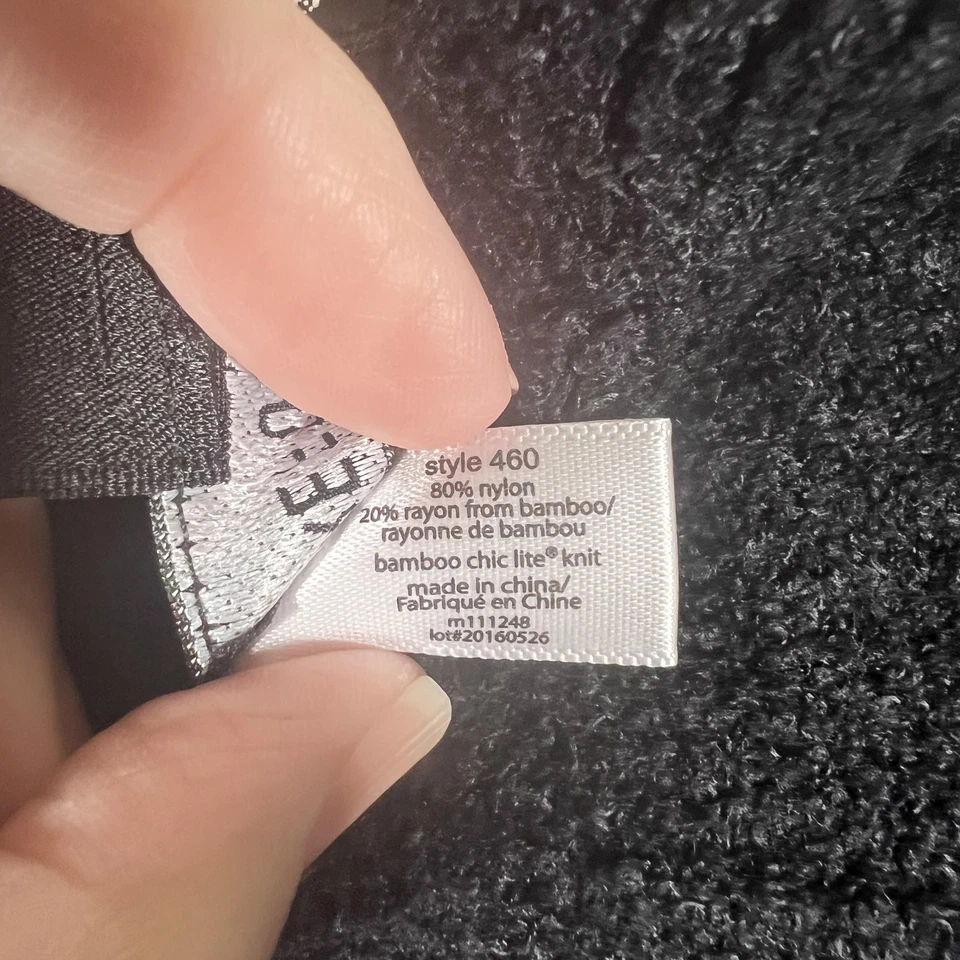 style 460
80% nylon
20% rayon from bamboo/
rayonne de bambou
bamboo chic lite® knit
made in china/
Fabriqué en Chine
rn111248
lot#20160526